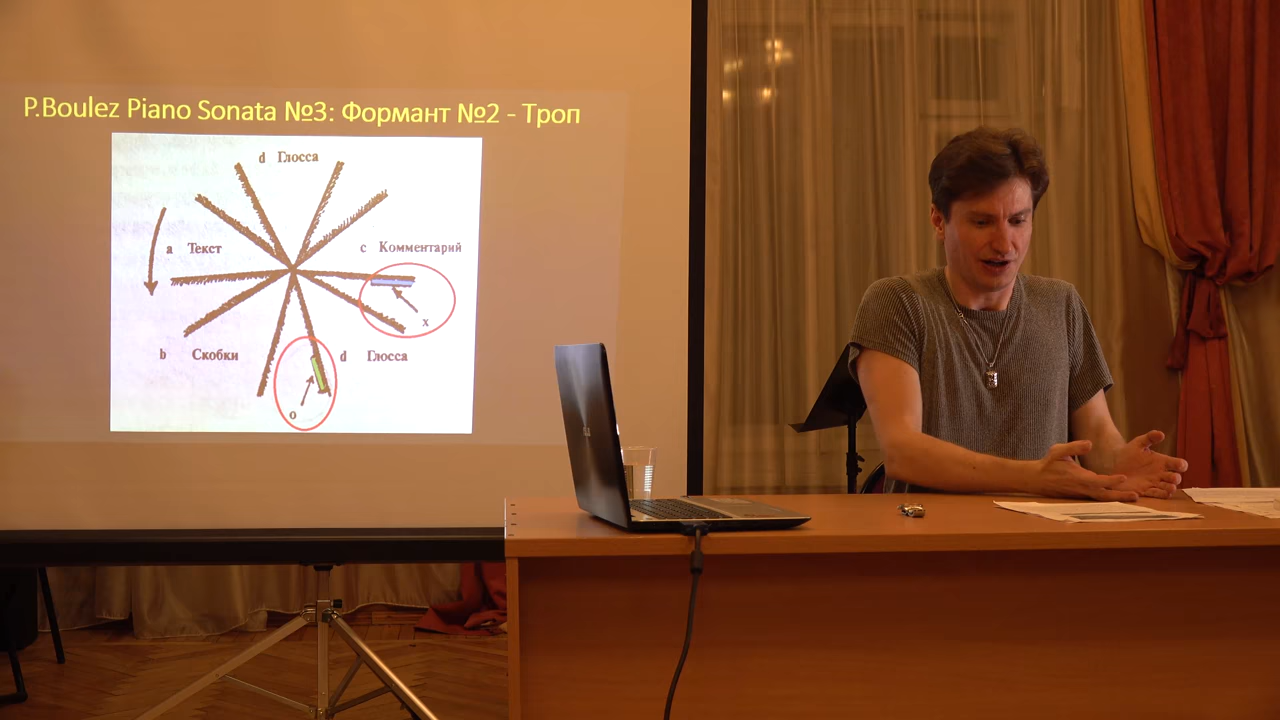 P.Boulez Piano Sonata №3: Формант №2 - Троп
d Глосса
a Текст
c Комментарий
x
b Скобки
d Глосса
o